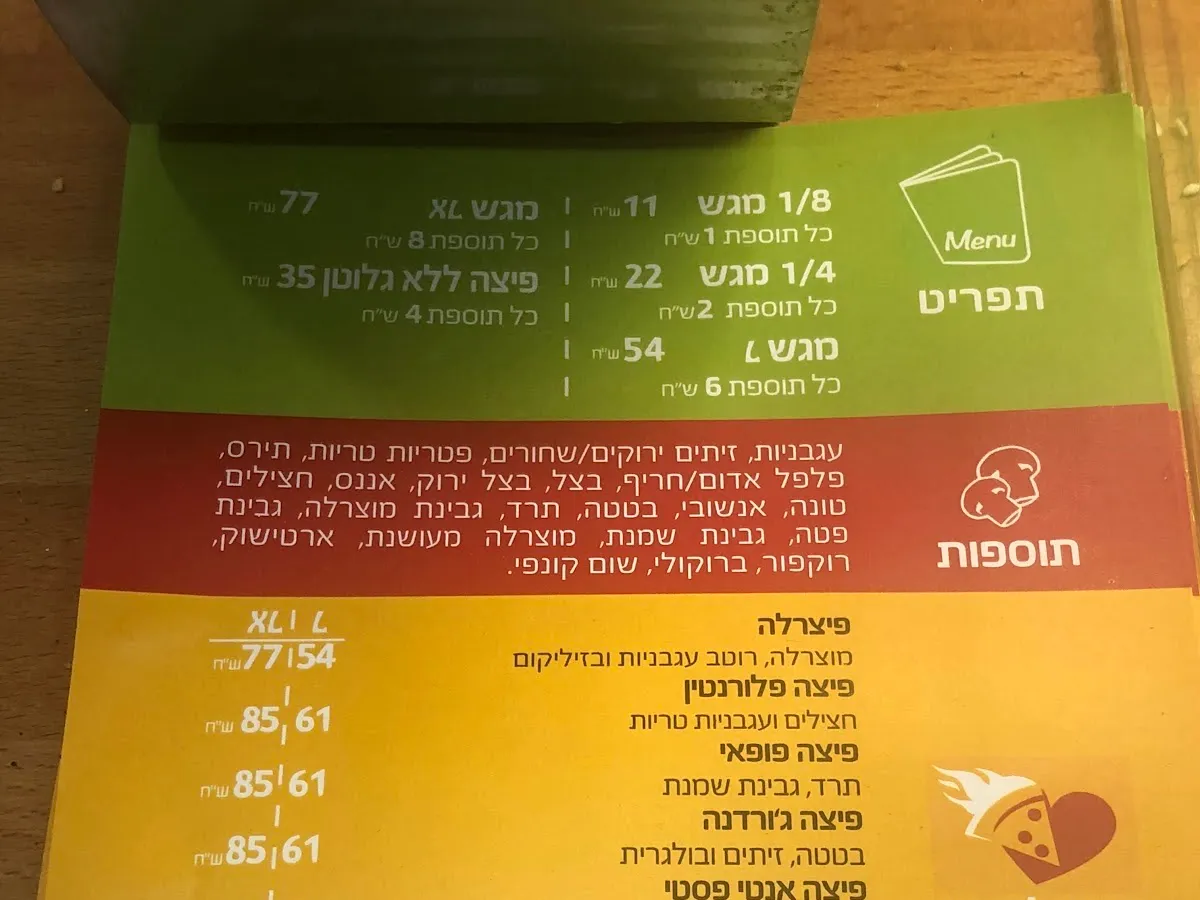 Menu
תפריט
1/8 מגש 11 ש"ח
כל תוספת 1 ש"ח
1/4 מגש 22 ש"ח
כל תוספת 2 ש"ח
מגש L 54 ש"ח
כל תוספת 6 ש"ח
מגש XL 77 ש"ח
כל תוספת 8 ש"ח
פיצה ללא גלוטן 35 ש"ח
כל תוספת 4 ש"ח
תוספות
עגבניות, זיתים ירוקים/שחורים, פטריות טריות, תירס,
פלפל אדום/חריף, בצל, בצל ירוק, אננס, חצילים,
טונה, אנשובי, בטטה, תרד, גבינת מוצרלה, גבינת
פטה, גבינת שמנת, מוצרלה מעושנת, ארטישוק,
רוקפור, ברוקולי, שום קונפי.
L | XL
פיצרלה
מוצרלה, רוטב עגבניות ובזיליקום 54 | 77 ש"ח
פיצה פלורנטין
חצילים ועגבניות טריות 61 | 85 ש"ח
פיצה פופאי
תרד, גבינת שמנת 61 | 85 ש"ח
פיצה ג'ורדנה
בטטה, זיתים ובולגרית 61 | 85 ש"ח
פיצה אנטי פסטי